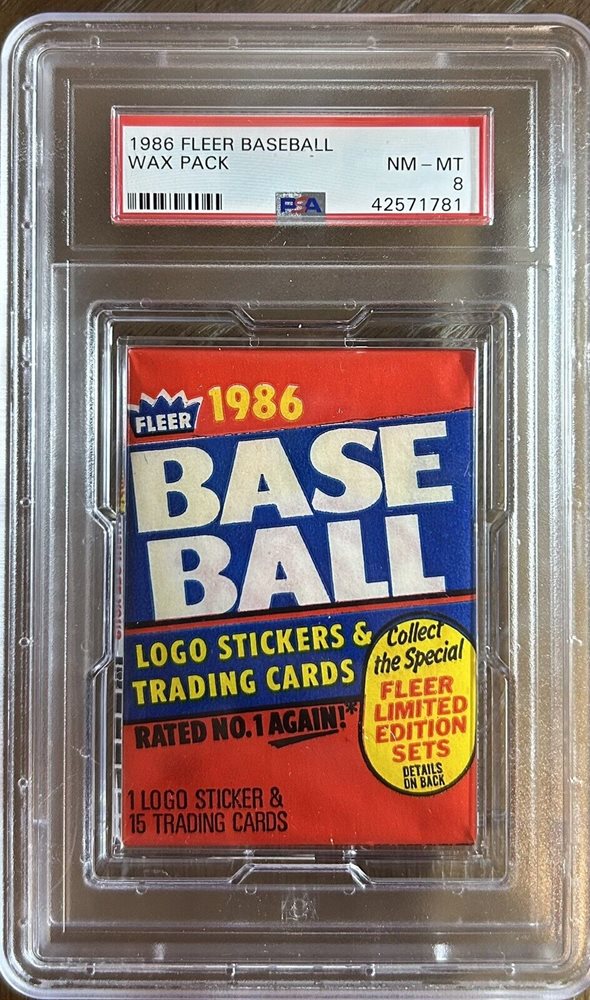 1986 FLEER BASEBALL
WAX PACK
NM – MT
8
PSA
42571781
FLEER 1986
BASE
BALL
LOGO STICKERS &
TRADING CARDS
RATED NO.1 AGAIN!*
Collect
the Special
FLEER
LIMITED
EDITION
SETS
DETAILS
ON BACK
1 LOGO STICKER &
15 TRADING CARDS